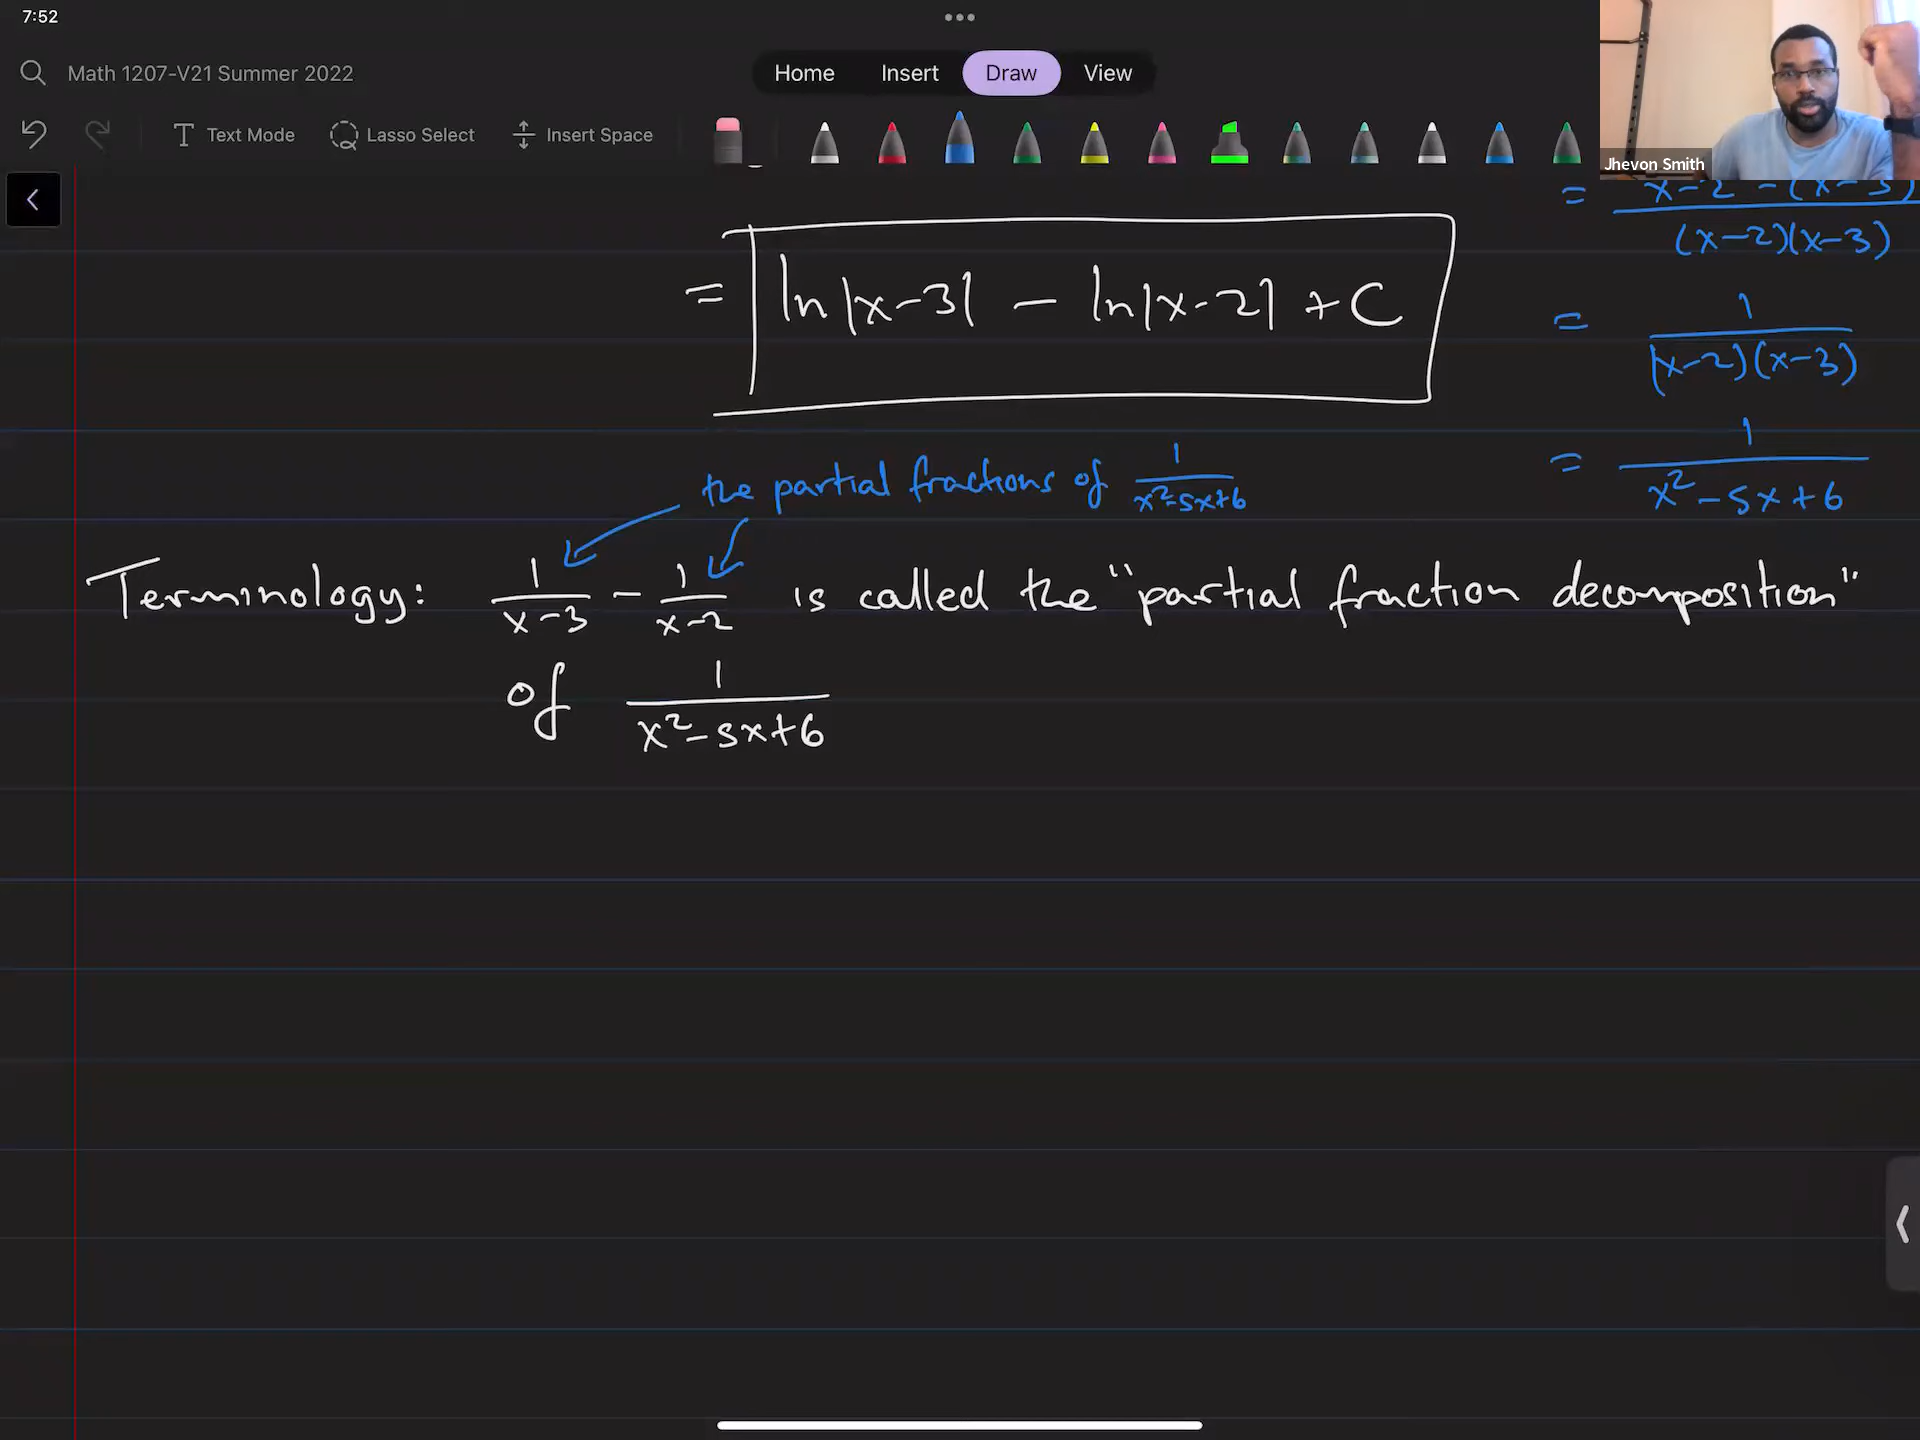 7:52
Math 1207-V21 Summer 2022
Home Insert Draw View
Text Mode Lasso Select Insert Space
Jhevon Smith
= x-2-(x-3)/(x-2)(x-3)
= ln|x-3| - ln|x-2| + C
= 1/(x-2)(x-3)
= 1/x²-5x+6
the partial fractions of 1/x²-5x+6
Terminology: 1/x-3 - 1/x-2 is called the "partial fraction decomposition"
of 1/x²-5x+6